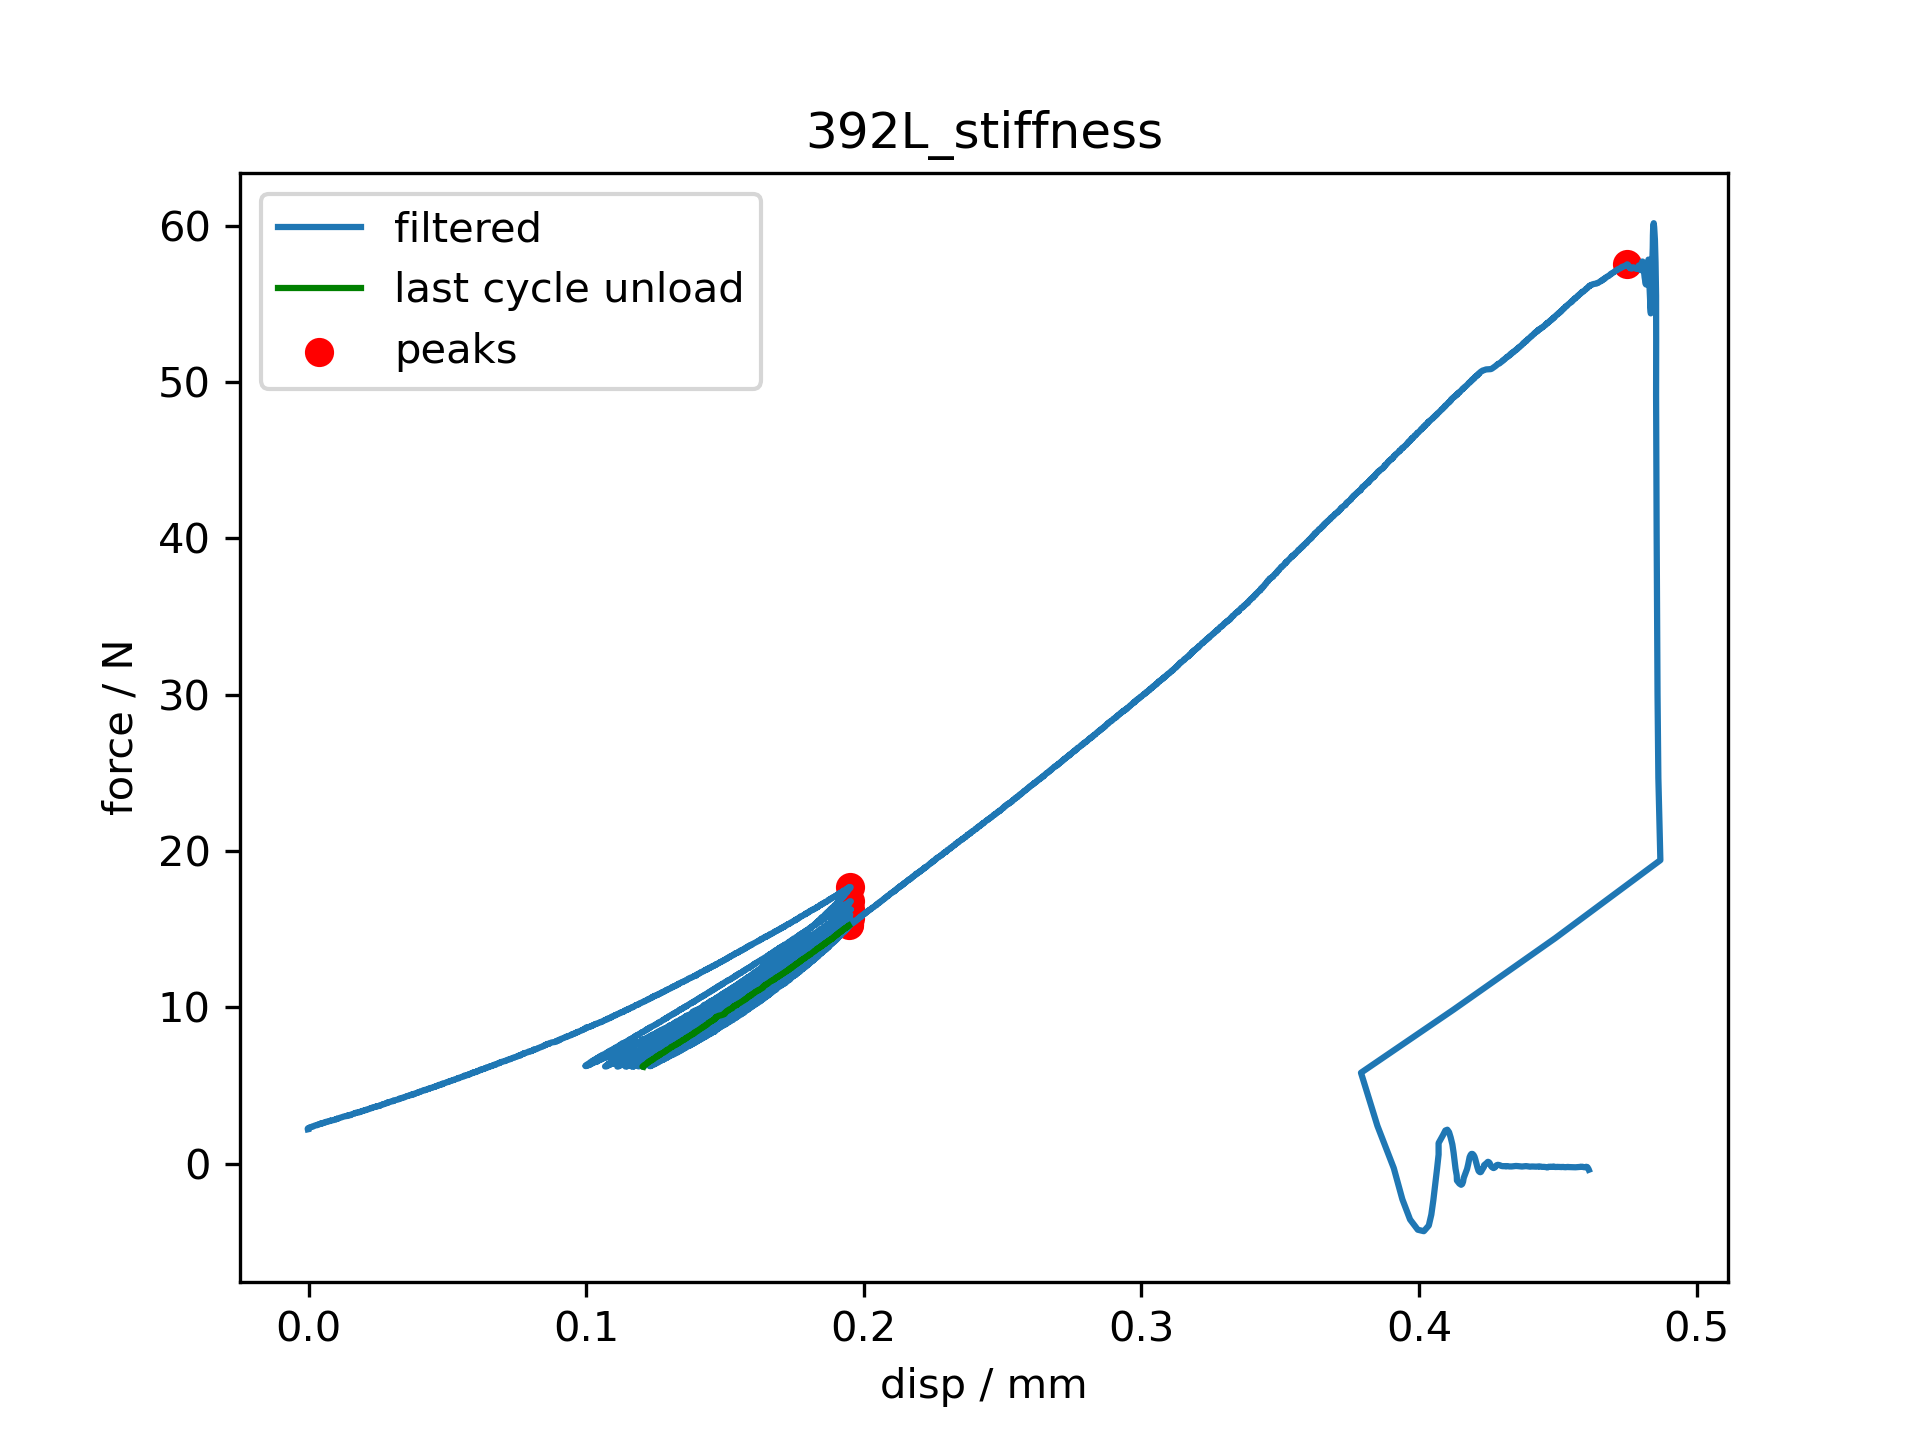 392L_stiffness
filtered
last cycle unload
peaks
60
50
40
30
20
10
0
force / N
0.0 0.1 0.2 0.3 0.4 0.5
disp / mm